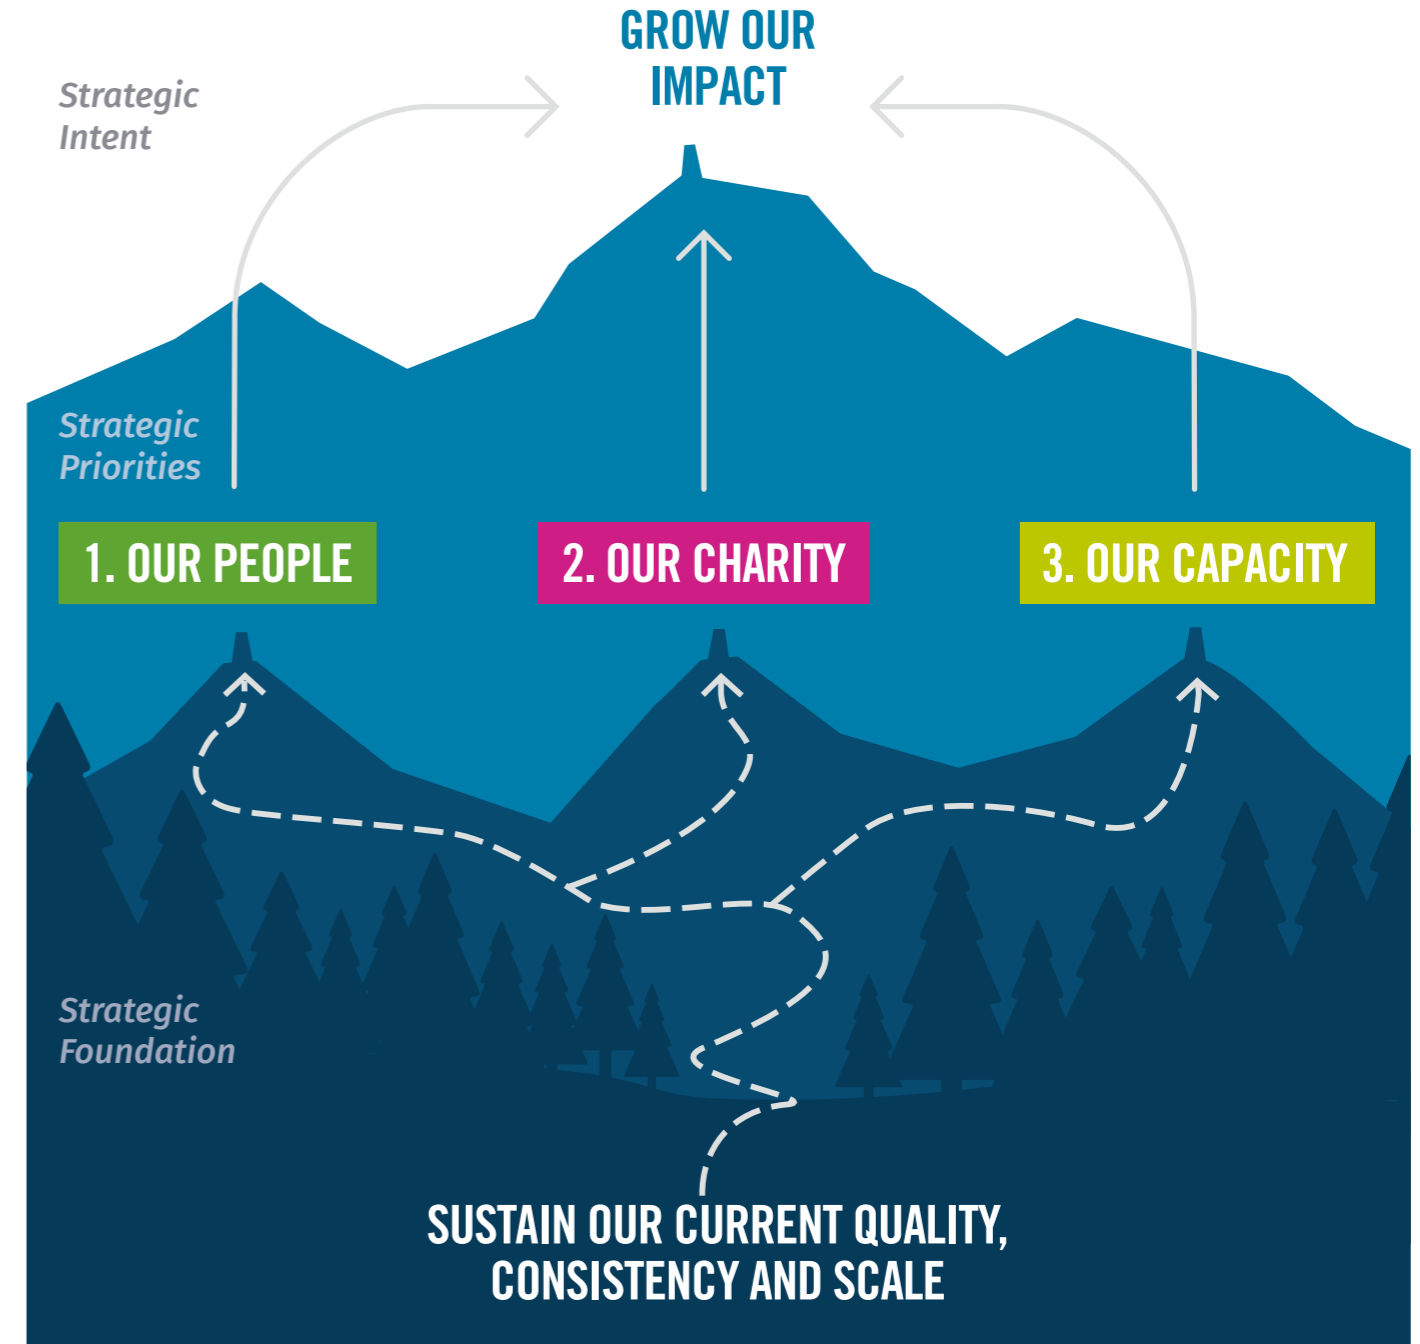 GROW OUR
IMPACT
Strategic
Intent
Strategic
Priorities
1. OUR PEOPLE
2. OUR CHARITY
3. OUR CAPACITY
Strategic
Foundation
SUSTAIN OUR CURRENT QUALITY,
CONSISTENCY AND SCALE